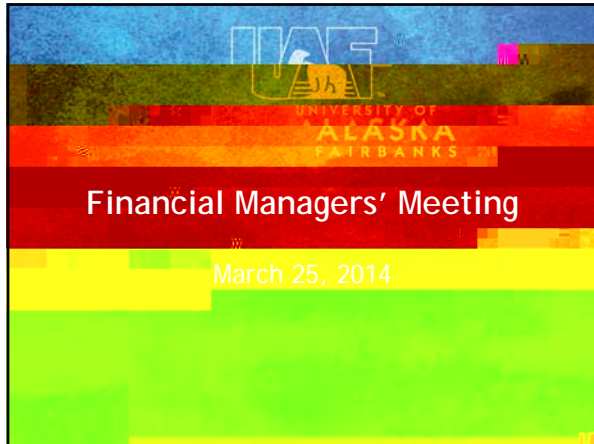 UAF
UNIVERSITY OF
ALASKA
FAIRBANKS
Financial Managers' Meeting
March 25, 2014